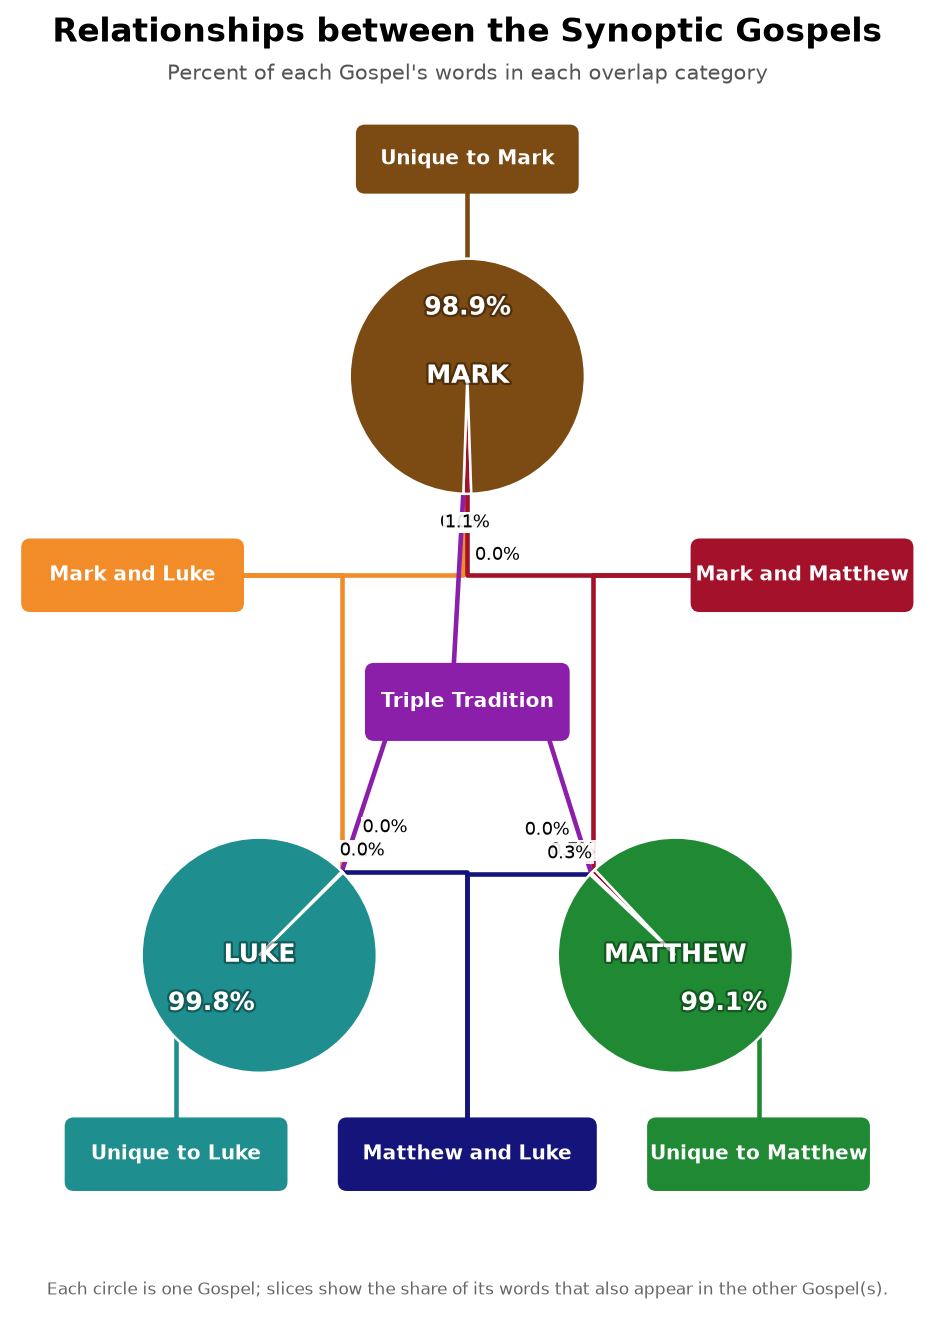 Relationships between the Synoptic Gospels
Percent of each Gospel's words in each overlap category
Unique to Mark
98.9%
MARK
1.1%
0.0%
Mark and Luke
Mark and Matthew
Triple Tradition
0.0%
0.0%
0.0%
0.3%
LUKE
99.8%
MATTHEW
99.1%
Unique to Luke
Matthew and Luke
Unique to Matthew
Each circle is one Gospel; slices show the share of its words that also appear in the other Gospel(s).